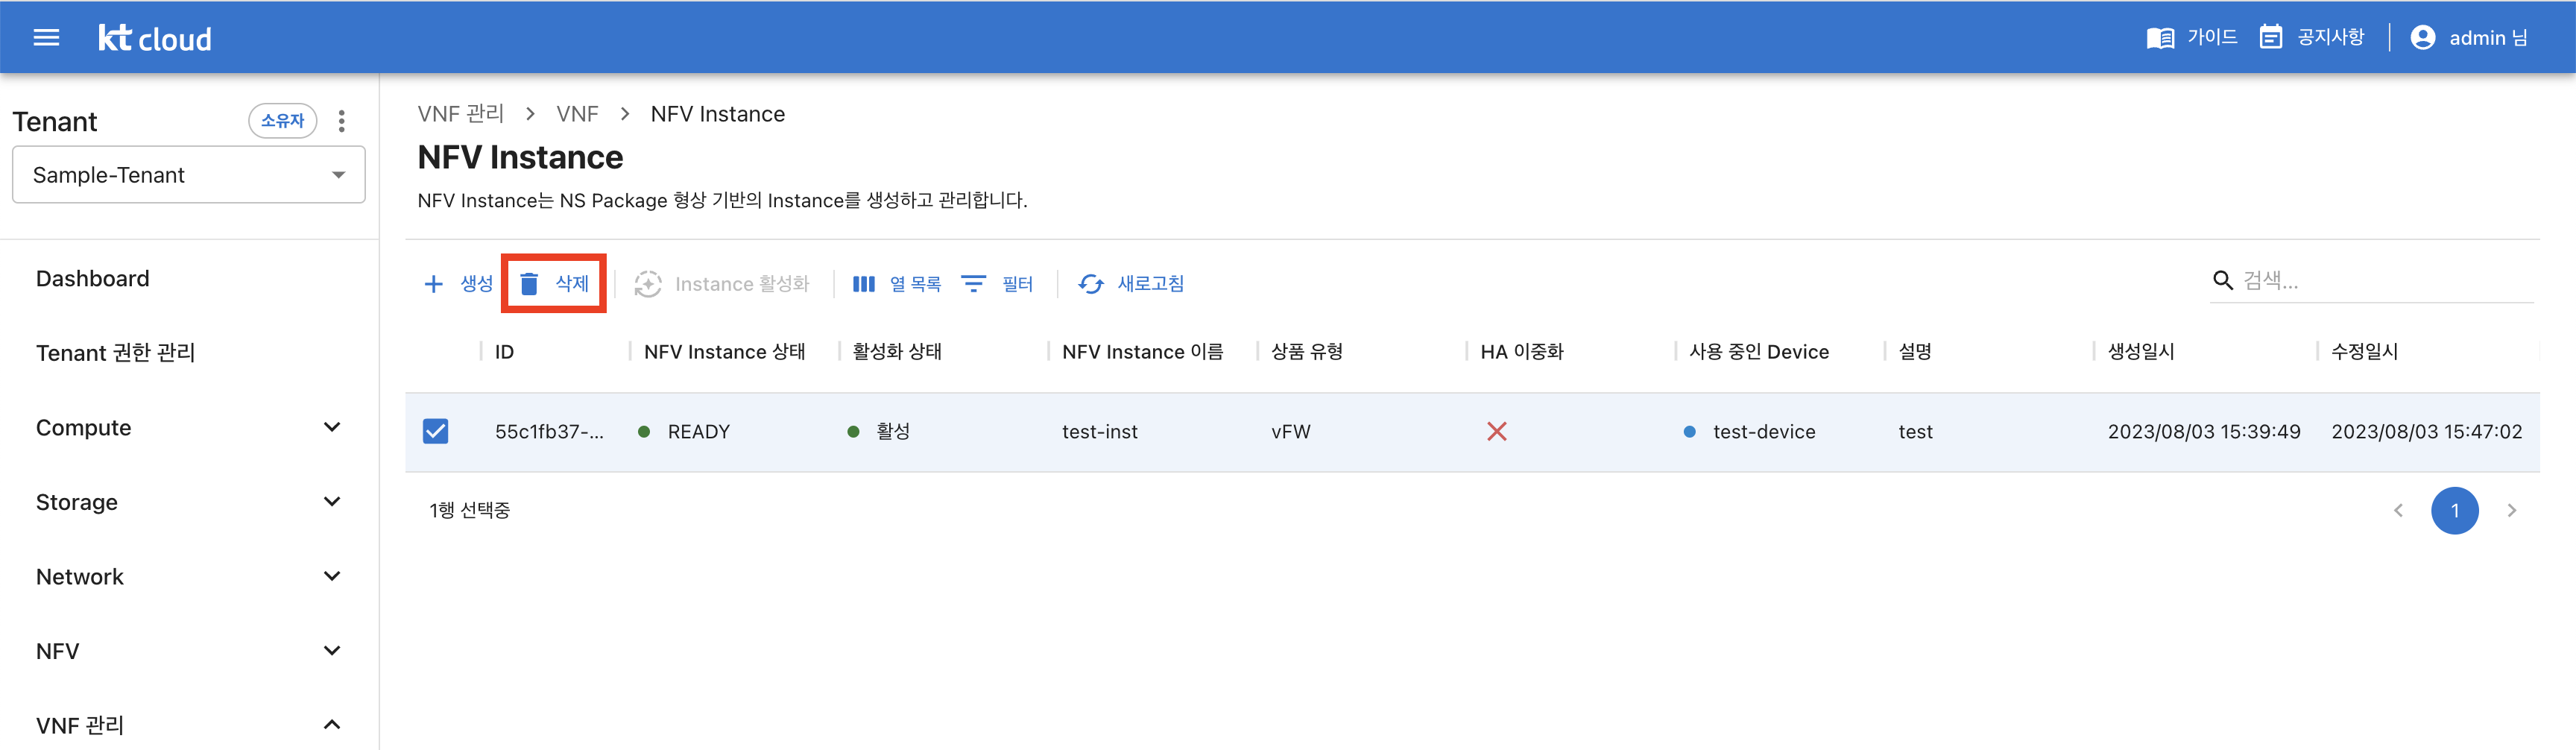 kt cloud
가이드
공지사항
admin 님
Tenant
소유자
Sample-Tenant
Dashboard
Tenant 권한 관리
Compute
Storage
Network
NFV
VNF 관리
VNF 관리 > VNF > NFV Instance
NFV Instance
NFV Instance는 NS Package 형상 기반의 Instance를 생성하고 관리합니다.
생성 삭제 Instance 활성화 열 목록 필터 새로고침 검색...
ID NFV Instance 상태 활성화 상태 NFV Instance 이름 상품 유형 HA 이중화 사용 중인 Device 설명 생성일시 수정일시
55c1fb37-... READY 활성 test-inst vFW test-device test 2023/08/03 15:39:49 2023/08/03 15:47:02
1행 선택중
1